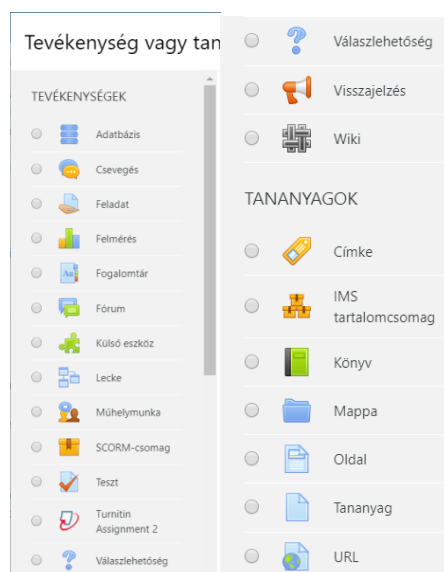 Tevékenység vagy tan
TEVÉKENYSÉGEK
Adatbázis
Csevegés
Feladat
Felmérés
Fogalomtár
Fórum
Külső eszköz
Lecke
Műhelymunka
SCORM-csomag
Teszt
Turnitin
Assignment 2
Válaszlehetőség
Válaszlehetőség
Visszajelzés
Wiki
TANANYAGOK
Címke
IMS
tartalomcsomag
Könyv
Mappa
Oldal
Tananyag
URL